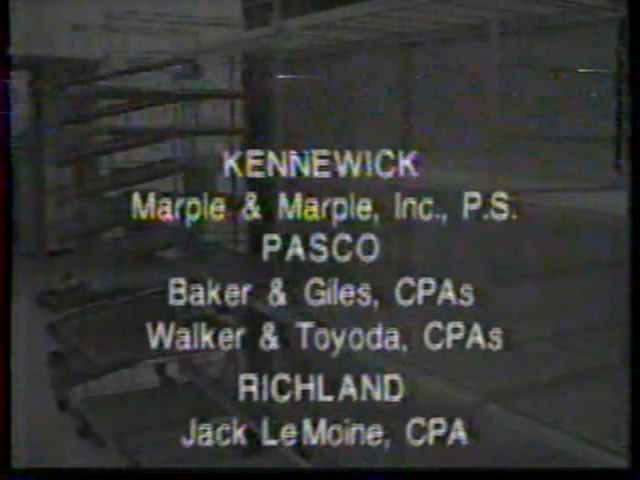 KENNEWICK
Marple & Marple, Inc., P.S.
PASCO
Baker & Giles, CPAs
Walker & Toyoda, CPAs
RICHLAND
Jack LeMoine, CPA